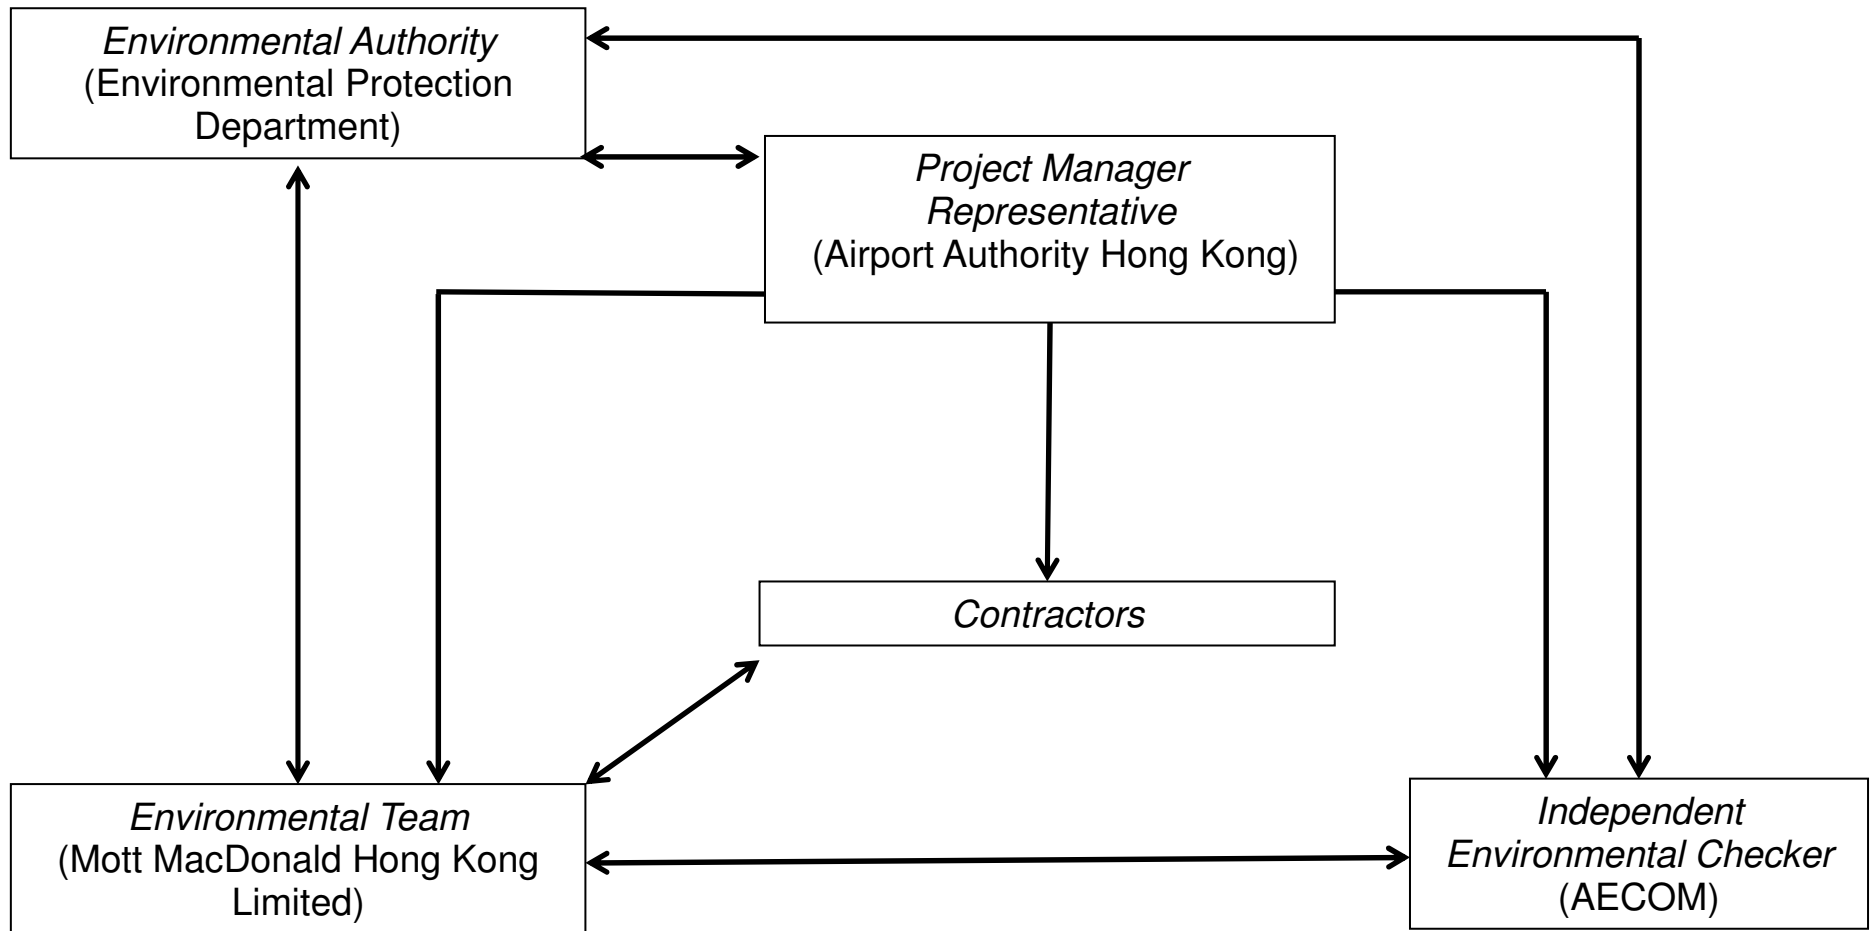 Environmental Authority
(Environmental Protection
Department)
Project Manager
Representative
(Airport Authority Hong Kong)
Contractors
Environmental Team
(Mott MacDonald Hong Kong
Limited)
Independent
Environmental Checker
(AECOM)